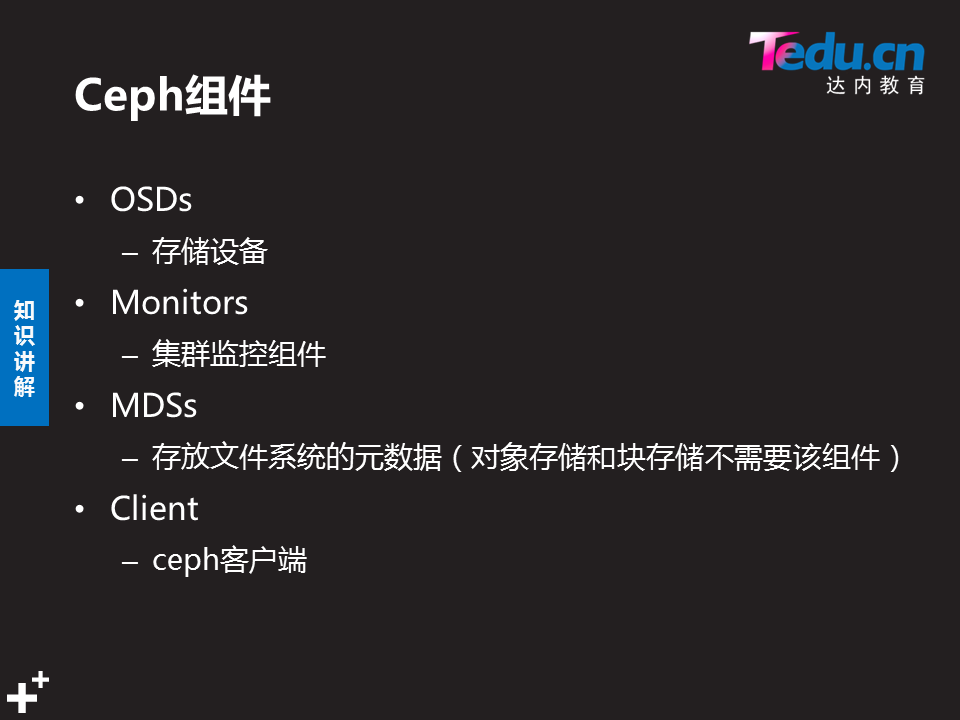 Tedu.cn
达内教育
Ceph组件
• OSDs
– 存储设备
• Monitors
– 集群监控组件
• MDSs
– 存放文件系统的元数据（对象存储和块存储不需要该组件）
• Client
– ceph客户端
知识讲解